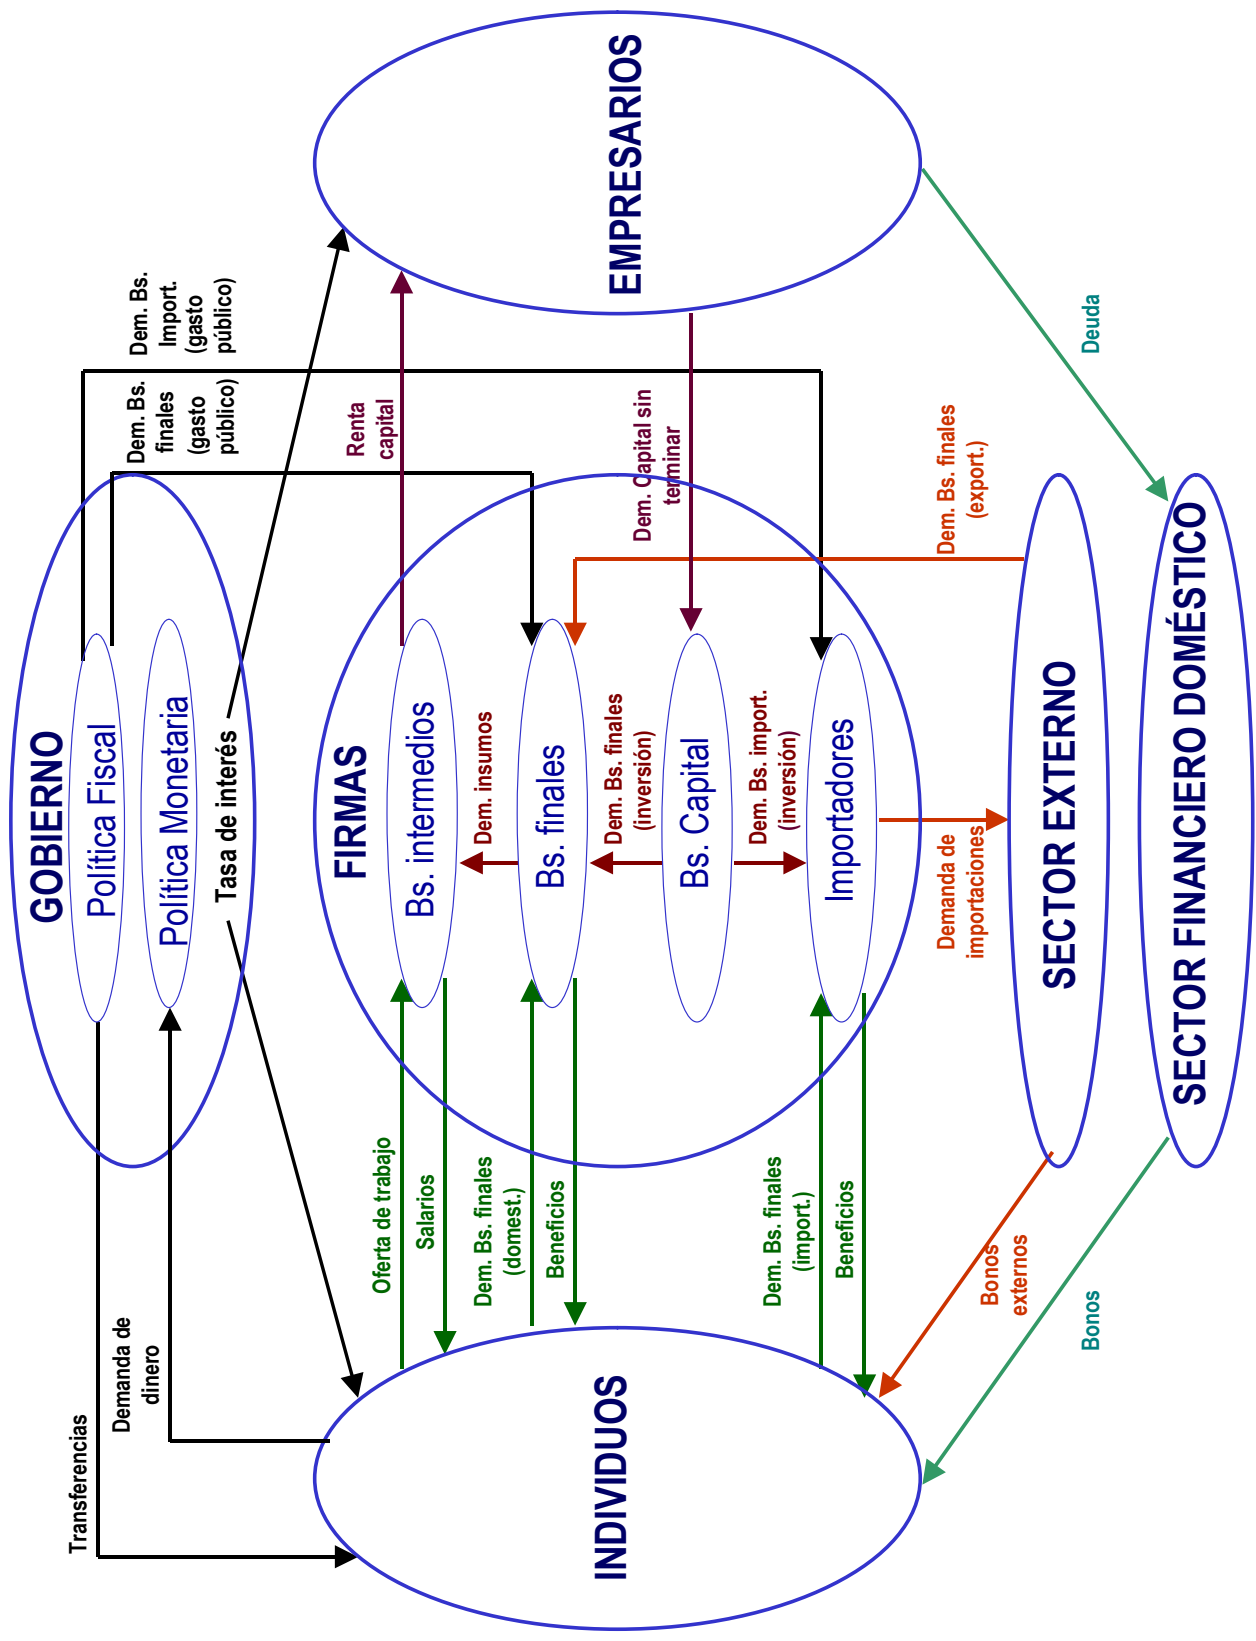 GOBIERNO
Política Fiscal
Política Monetaria
Tasa de interés
Transferencias
Demanda de
dinero
Dem. Bs.
finales
(gasto
público)
Dem. Bs.
Import.
(gasto
público)
INDIVIDUOS
Oferta de trabajo
Salarios
Dem. Bs. finales
(domest.)
Beneficios
Dem. Bs. finales
(import.)
Beneficios
FIRMAS
Bs. intermedios
Dem. insumos
Bs. finales
Dem. Bs. finales
(inversión)
Bs. Capital
Dem. Bs. import.
(inversión)
Importadores
Renta
capital
Dem. Capital sin
terminar
EMPRESARIOS
Demanda de
importaciones
Dem. Bs. finales
(export.)
Bonos
externos
SECTOR EXTERNO
Bonos
Deuda
SECTOR FINANCIERO DOMÉSTICO